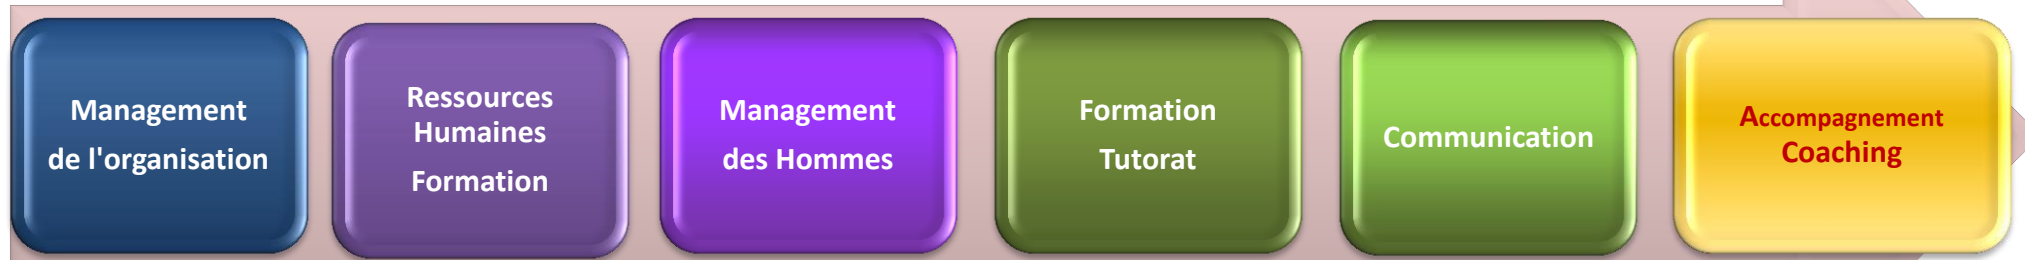 Management
de l'organisation
Ressources
Humaines
Formation
Management
des Hommes
Formation
Tutorat
Communication
Accompagnement
Coaching